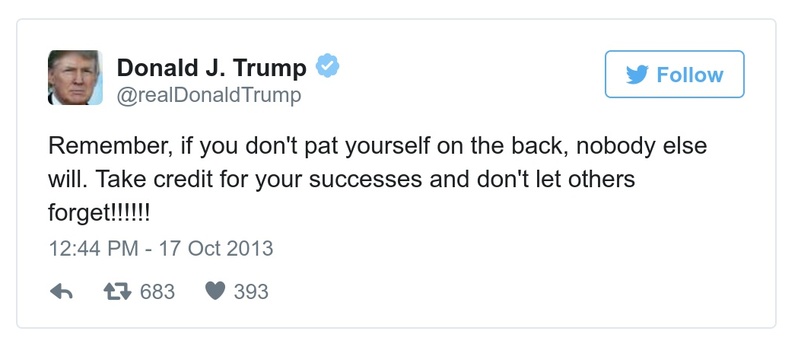 Donald J. Trump
@realDonaldTrump
Follow
Remember, if you don't pat yourself on the back, nobody else
will. Take credit for your successes and don't let others
forget!!!!!!
12:44 PM - 17 Oct 2013
683 393